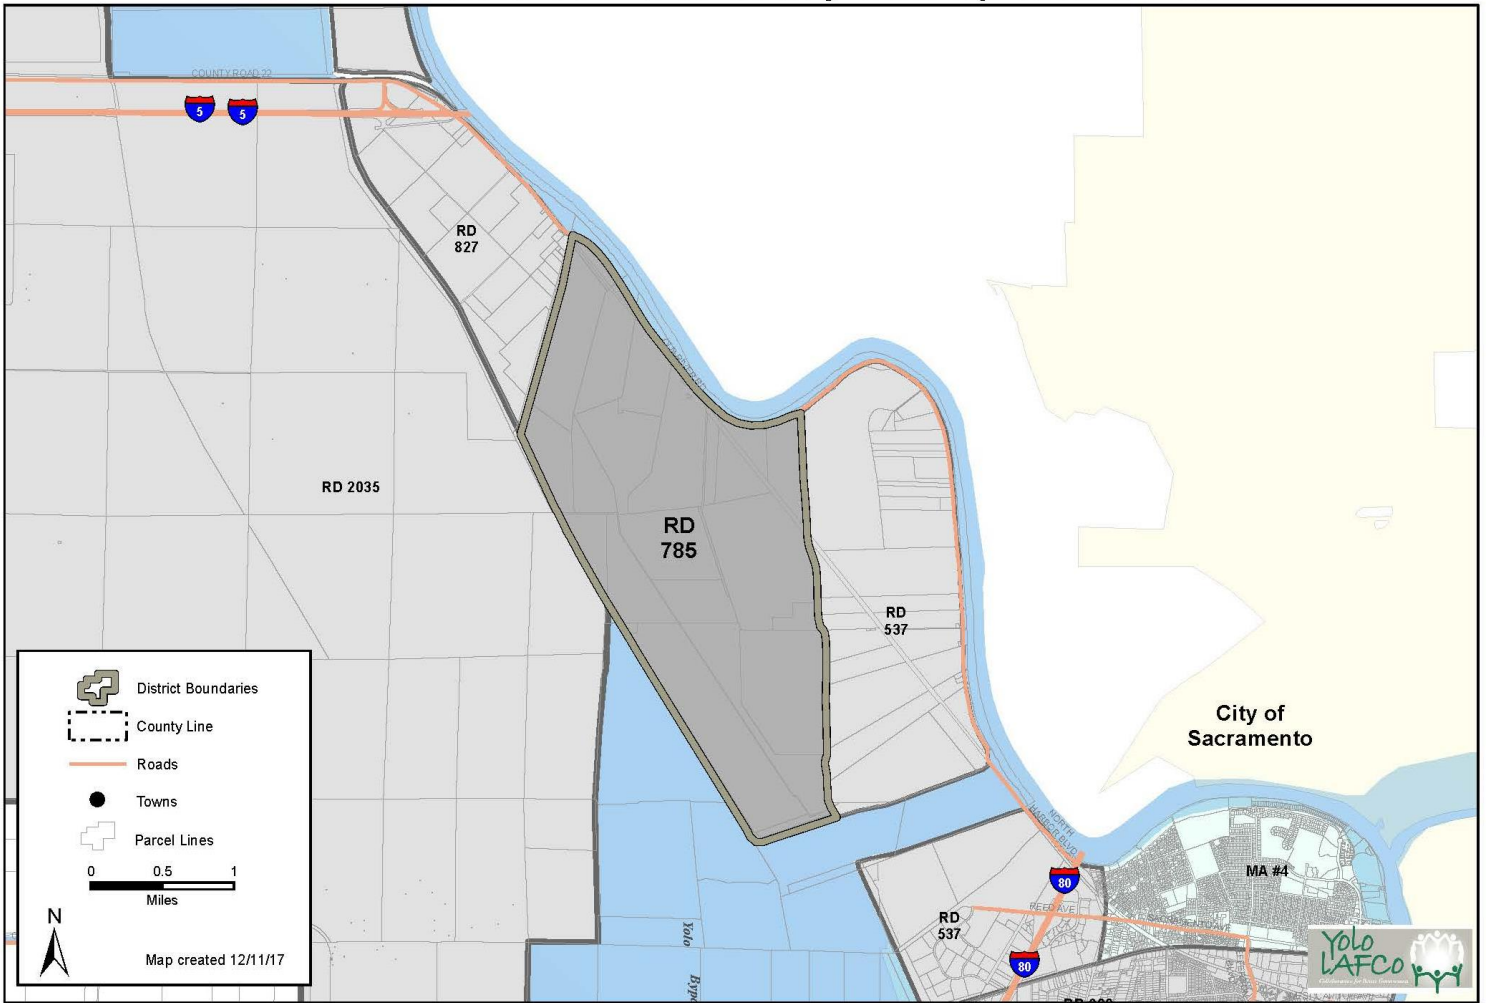 COUNTY ROAD 22
5
5
RD
827
RD 2035
RD
785
RD
537
City of
Sacramento
NORTH
HARBOR BLVD
80
MA #4
REED AVE
RD
537
80
Yolo
District Boundaries
County Line
Roads
Towns
Parcel Lines
0 0.5 1
Miles
N
Map created 12/11/17
Yolo
LAFCo